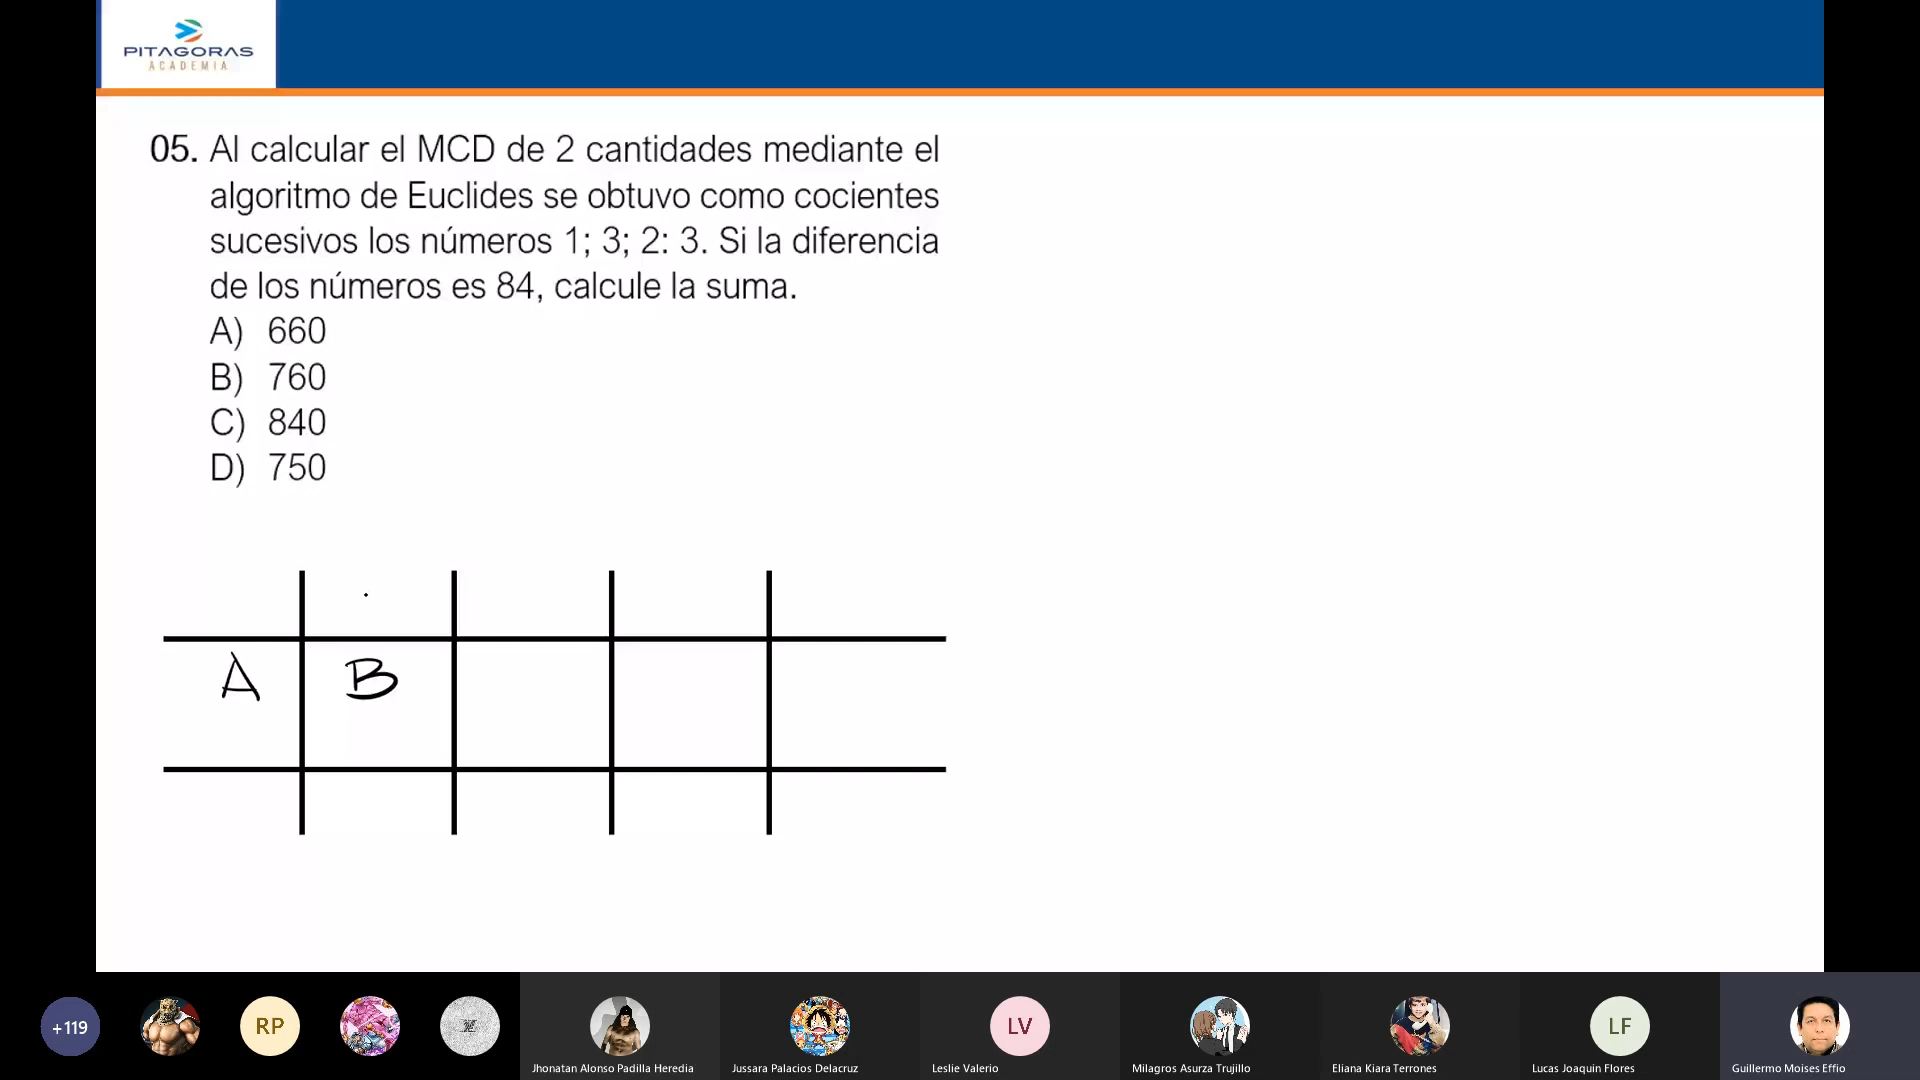 PITAGORAS
ACADEMIA
05. Al calcular el MCD de 2 cantidades mediante el
algoritmo de Euclides se obtuvo como cocientes
sucesivos los números 1; 3; 2: 3. Si la diferencia
de los números es 84, calcule la suma.
A) 660
B) 760
C) 840
D) 750
A B
+119
RP
LV
LF
Jhonatan Alonso Padilla Heredia
Jussara Palacios Delacruz
Leslie Valerio
Milagros Asurza Trujillo
Eliana Kiara Terrones
Lucas Joaquin Flores
Guillermo Moises Effio